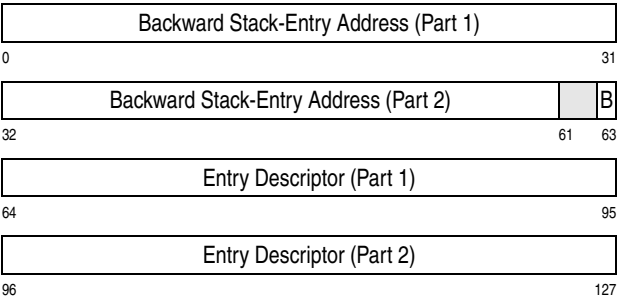 Backward Stack-Entry Address (Part 1)
0 31
Backward Stack-Entry Address (Part 2) B
32 61 63
Entry Descriptor (Part 1)
64 95
Entry Descriptor (Part 2)
96 127